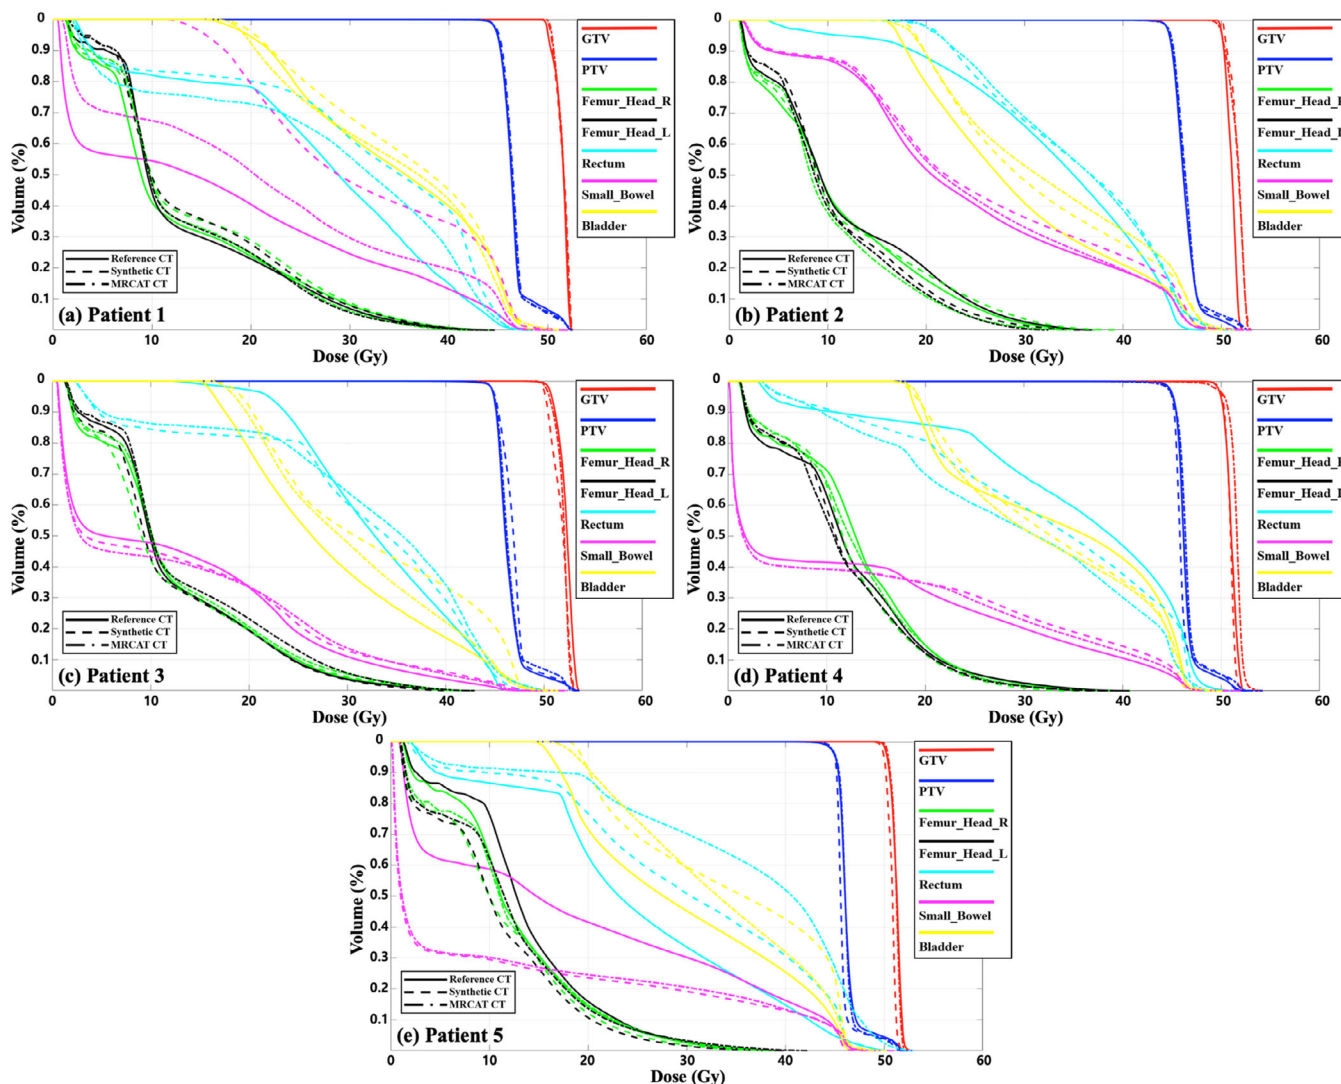 Volume (%)
0
0.9
0.8
0.7
0.6
0.5
0.4
0.3
0.2
0.1
GTV
PTV
Femur_Head_R
Femur_Head_L
Rectum
Small_Bowel
Bladder
Reference CT
Synthetic CT
MRCAT CT
(a) Patient 1
0 10 20 30 40 50 60
Dose (Gy)
Volume (%)
0
0.9
0.8
0.7
0.6
0.5
0.4
0.3
0.2
0.1
GTV
PTV
Femur_Head_
Femur_Head_
Rectum
Small_Bowel
Bladder
Reference CT
Synthetic CT
MRCAT CT
(b) Patient 2
0 10 20 30 40 50 60
Dose (Gy)
Volume (%)
0
0.9
0.8
0.7
0.6
0.5
0.4
0.3
0.2
0.1
GTV
PTV
Femur_Head_R
Femur_Head_L
Rectum
Small_Bowel
Bladder
Reference CT
Synthetic CT
MRCAT CT
(c) Patient 3
0 10 20 30 40 50 60
Dose (Gy)
Volume (%)
0
0.9
0.8
0.7
0.6
0.5
0.4
0.3
0.2
0.1
GTV
PTV
Femur_Head_
Femur_Head_
Rectum
Small_Bowel
Bladder
Reference CT
Synthetic CT
MRCAT CT
(d) Patient 4
0 10 20 30 40 50 60
Dose (Gy)
Volume (%)
0
0.9
0.8
0.7
0.6
0.5
0.4
0.3
0.2
0.1
GTV
PTV
Femur_Head_R
Femur_Head_L
Rectum
Small_Bowel
Bladder
Reference CT
Synthetic CT
MRCAT CT
(e) Patient 5
0 10 20 30 40 50 60
Dose (Gy)